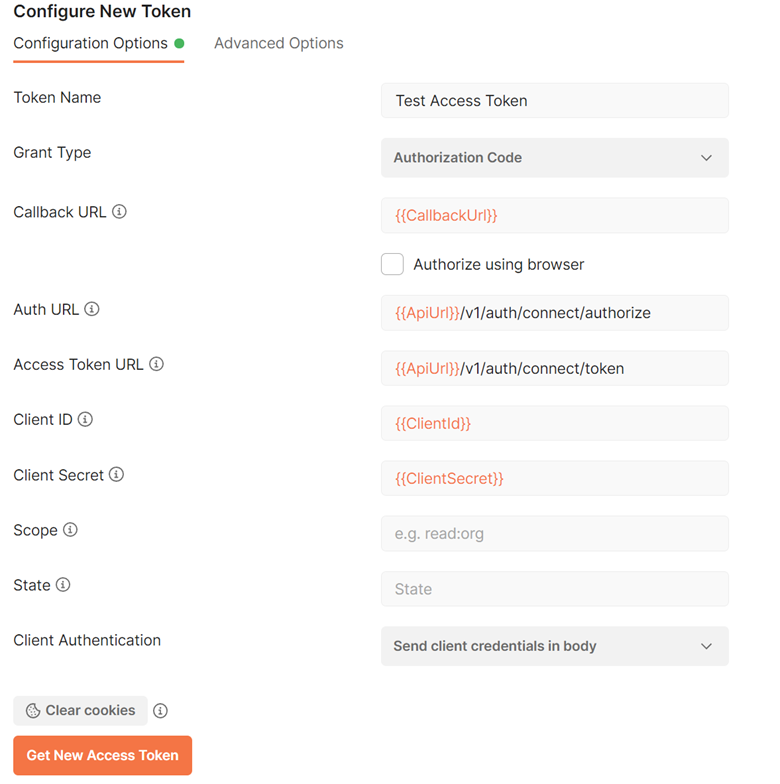 Configure New Token
Configuration Options Advanced Options
Token Name Test Access Token
Grant Type Authorization Code
Callback URL {{CallbackUrl}}
Authorize using browser
Auth URL {{ApiUrl}}/v1/auth/connect/authorize
Access Token URL {{ApiUrl}}/v1/auth/connect/token
Client ID {{ClientId}}
Client Secret {{ClientSecret}}
Scope e.g. read:org
State State
Client Authentication Send client credentials in body
Clear cookies
Get New Access Token